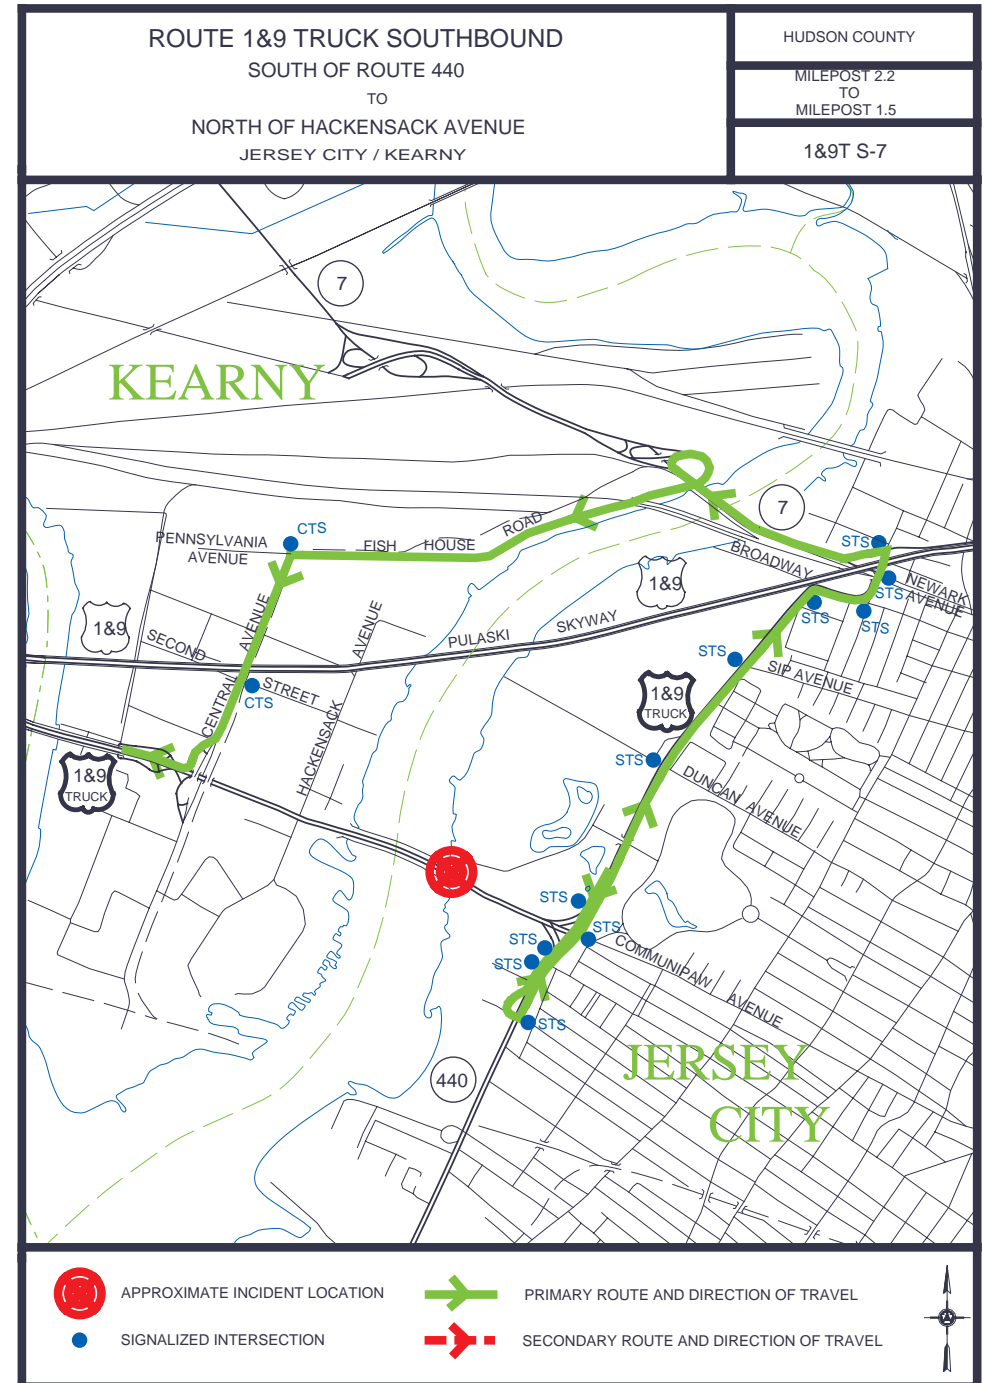 ROUTE 1&9 TRUCK SOUTHBOUND
SOUTH OF ROUTE 440
TO
NORTH OF HACKENSACK AVENUE
JERSEY CITY / KEARNY
HUDSON COUNTY
MILEPOST 2.2
TO
MILEPOST 1.5
1&9T S-7
7
KEARNY
7
CTS
PENNSYLVANIA
AVENUE
FISH HOUSE ROAD
STS
BROADWAY
1&9
NEWARK
AVENUE
STS
STS
STS
1&9
SECOND
STREET
AVENUE
CENTRAL
AVENUE
HACKENSACK
PULASKI SKYWAY
STS
SIP AVENUE
CTS
1&9
TRUCK
1&9
TRUCK
STS
DUNCAN AVENUE
STS
STS
STS
STS
COMMUNIPAW AVENUE
STS
440
JERSEY
CITY
APPROXIMATE INCIDENT LOCATION
PRIMARY ROUTE AND DIRECTION OF TRAVEL
SIGNALIZED INTERSECTION
SECONDARY ROUTE AND DIRECTION OF TRAVEL